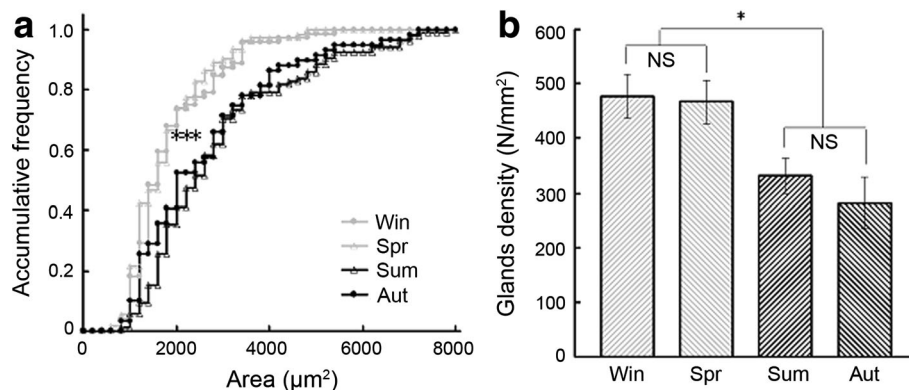 a
Accumulative frequency
1.0
0.8
0.6
0.4
0.2
0
***
Win
Spr
Sum
Aut
0 2000 4000 6000 8000
Area (µm²)
b
Glands density (N/mm²)
600
500
400
300
200
100
0
*
NS
NS
Win Spr Sum Aut